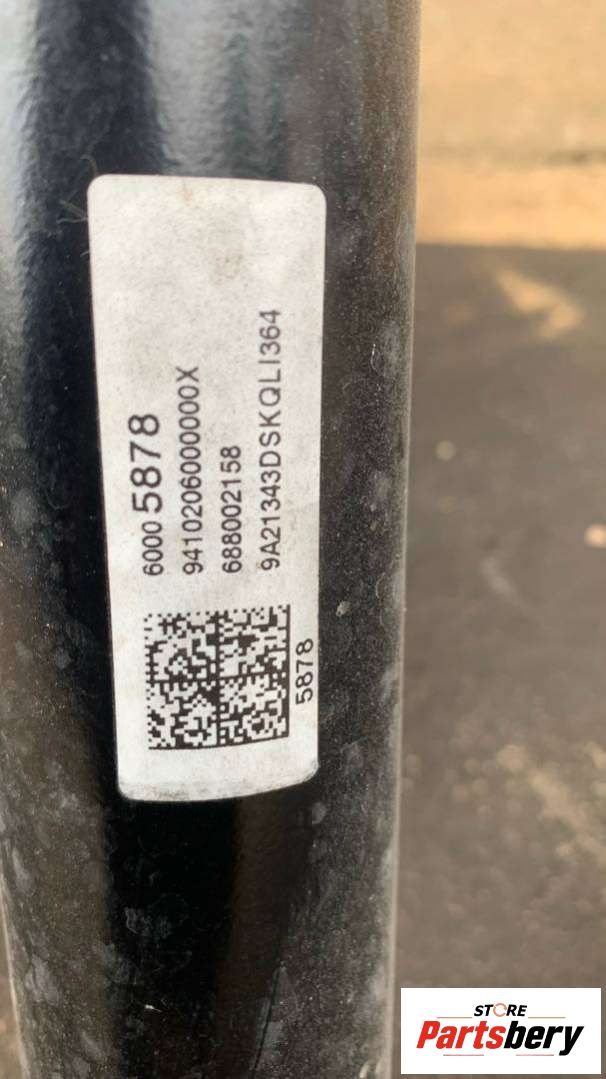 6000 5878
9410206000000X
688002158
9A21343DSKQLI364
5878
STORE
Partsbery